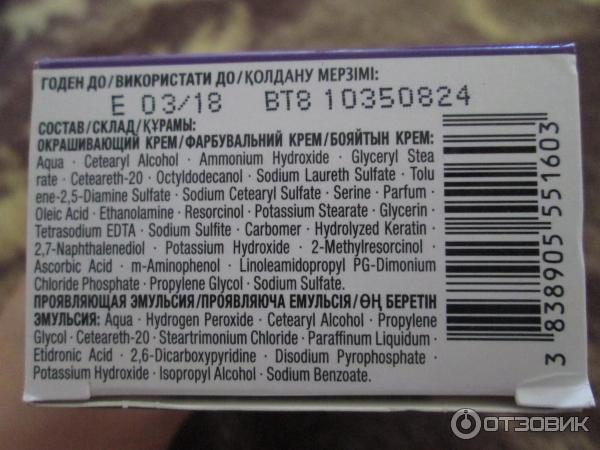 ГОДЕН ДО/ВИКОРИСТАТИ ДО/ҚОЛДАНУ МЕРЗІМІ:
E 03/18 BT8 10350824
СОСТАВ/СКЛАД/ҚҰРАМЫ:
ОКРАШИВАЮЩИЙ КРЕМ/ФАРБУВАЛЬНИЙ КРЕМ/БОЯЙТЫН КРЕМ:
Aqua · Cetearyl Alcohol · Ammonium Hydroxide · Glyceryl Stea
rate · Ceteareth-20 · Octyldodecanol · Sodium Laureth Sulfate · Tolu
ene-2,5-Diamine Sulfate · Sodium Cetearyl Sulfate · Serine · Parfum ·
Oleic Acid · Ethanolamine · Resorcinol · Potassium Stearate · Glycerin ·
Tetrasodium EDTA · Sodium Sulfite · Carbomer · Hydrolyzed Keratin ·
2,7-Naphthalenediol · Potassium Hydroxide · 2-Methylresorcinol ·
Ascorbic Acid · m-Aminophenol · Linoleamidopropyl PG-Dimonium
Chloride Phosphate · Propylene Glycol · Sodium Sulfate.
ПРОЯВЛЯЮЩАЯ ЭМУЛЬСИЯ/ПРОЯВЛЯЮЧА ЕМУЛЬСІЯ/ӨҢ БЕРЕТІН
ЭМУЛЬСИЯ: Aqua · Hydrogen Peroxide · Cetearyl Alcohol · Propylene
Glycol · Ceteareth-20 · Steartrimonium Chloride · Paraffinum Liquidum ·
Etidronic Acid · 2,6-Dicarboxypyridine · Disodium Pyrophosphate ·
Potassium Hydroxide · Isopropyl Alcohol · Sodium Benzoate.
3 838905 551603
ОТЗОВИК